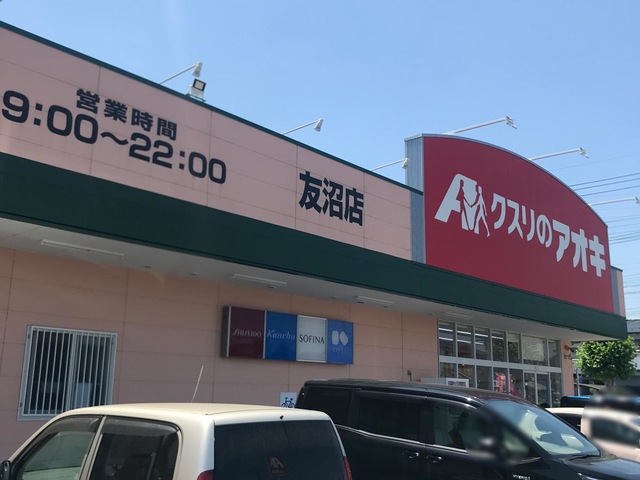 営業時間
9:00～22:00
友沼店
クスリのアオキ
SHISEIDO
Kanebo
SOFINA